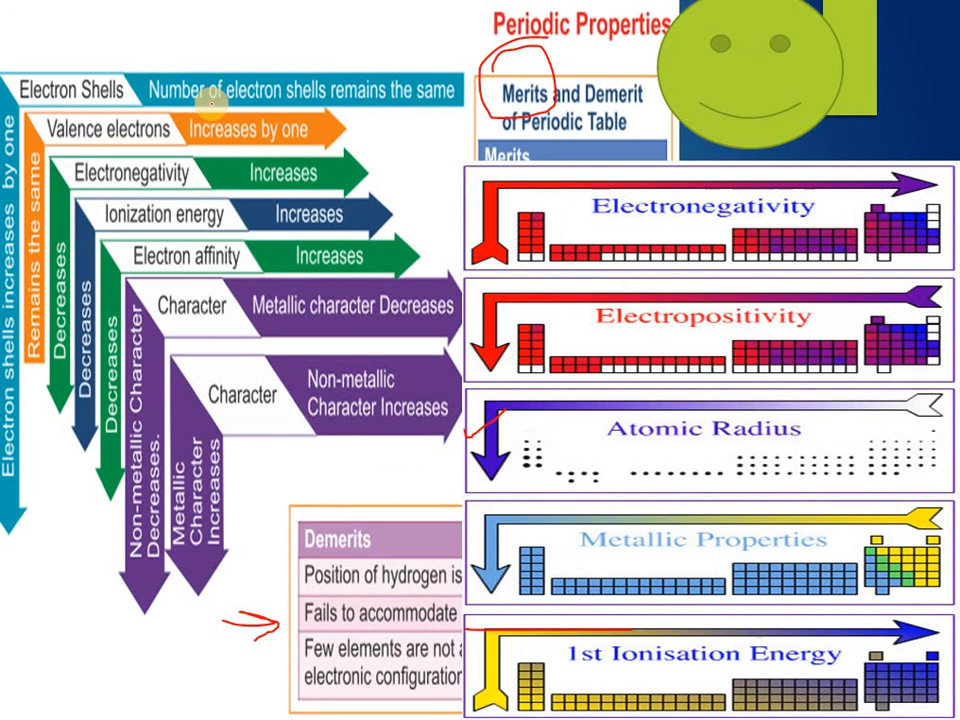 Periodic Properties
Merits and Demerit
of Periodic Table
Merits
Electron Shells
Number of electron shells remains the same
Valence electrons
Increases by one
Electronegativity
Increases
Ionization energy
Increases
Electron affinity
Increases
Character
Metallic character Decreases
Character
Non-metallic
Character Increases
Electron shells increases by one
Remains the same
Decreases
Decreases
Decreases
Non-metallic Character
Decreases.
Metallic
Character
Increases
Demerits
Position of hydrogen is
Fails to accommodate
Few elements are not
electronic configuration
Electronegativity
Electropositivity
Atomic Radius
Metallic Properties
1st Ionisation Energy